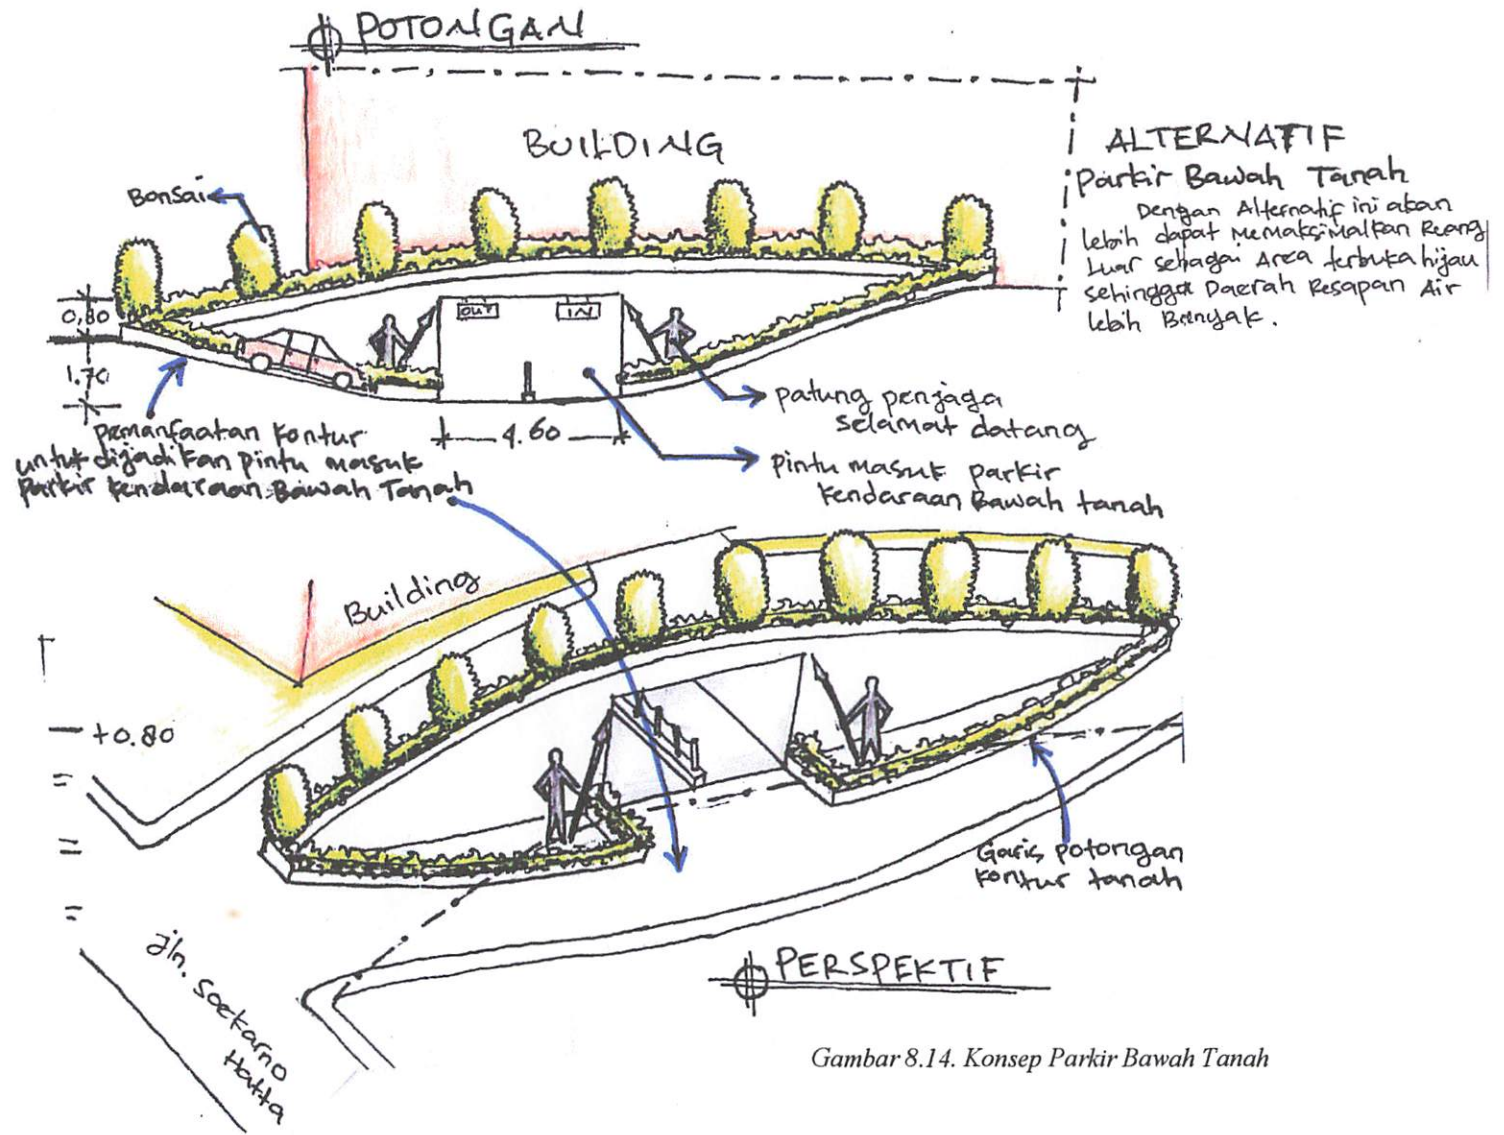 POTONGAN
BUILDING
Bonsai
OUT
IN
0,80
1.70
4.60
ALTERNATIF
Parkir Bawah Tanah
Dengan Alternatif ini akan
lebih dapat Memaksimalkan Ruang
Luar sebagai Area terbuka hijau
sehingga Daerah Resapan Air
lebih Banyak.
patung penjaga
selamat datang
pintu masuk parkir
kendaraan Bawah tanah
pemanfaatan kontur
untuk dijadikan pintu masuk
parkir kendaraan Bawah Tanah
Building
+0.80
Garis potongan
kontur tanah
jln. Soekarno
Hatta
PERSPEKTIF
Gambar 8.14. Konsep Parkir Bawah Tanah